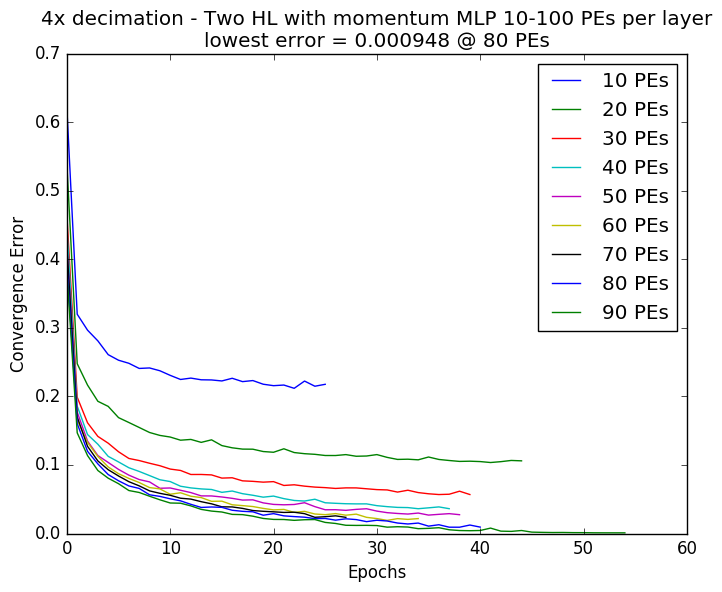 4x decimation - Two HL with momentum MLP 10-100 PEs per layer
lowest error = 0.000948 @ 80 PEs
0.7
0.6
0.5
0.4
0.3
0.2
0.1
0.0
Convergence Error
0 10 20 30 40 50 60
Epochs
10 PEs
20 PEs
30 PEs
40 PEs
50 PEs
60 PEs
70 PEs
80 PEs
90 PEs